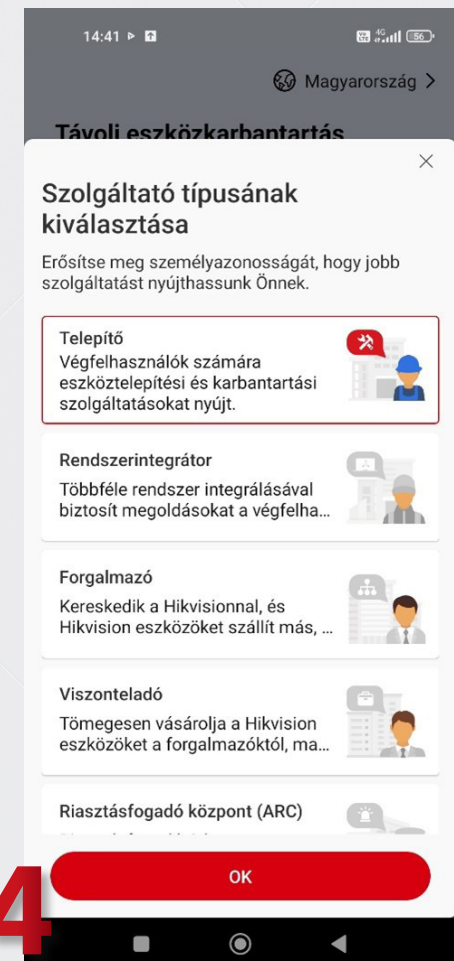 14:41
4G
56
Magyarország
Távoli eszközkarbantartás
Szolgáltató típusának
kiválasztása
Erősítse meg személyazonosságát, hogy jobb
szolgáltatást nyújthassunk Önnek.
Telepítő
Végfelhasználók számára
eszköztelepítési és karbantartási
szolgáltatásokat nyújt.
Rendszerintegrátor
Többféle rendszer integrálásával
biztosít megoldásokat a végfelha...
Forgalmazó
Kereskedik a Hikvisionnal, és
Hikvision eszközöket szállít más, ...
Viszonteladó
Tömegesen vásárolja a Hikvision
eszközöket a forgalmazóktól, ma...
Riasztásfogadó központ (ARC)
OK
4